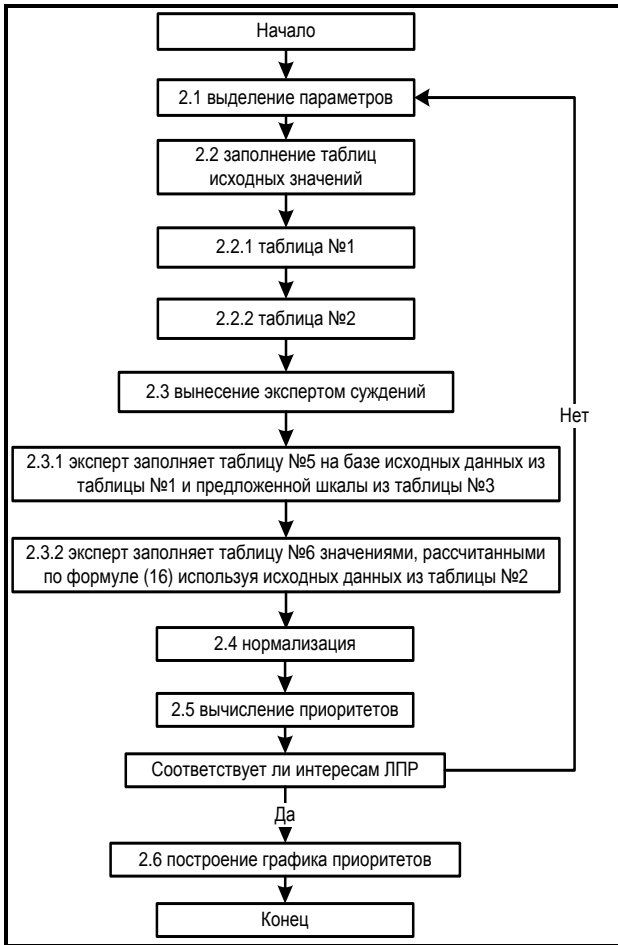 Начало
2.1 выделение параметров
2.2 заполнение таблиц
исходных значений
2.2.1 таблица №1
2.2.2 таблица №2
2.3 вынесение экспертом суждений
Нет
2.3.1 эксперт заполняет таблицу №5 на базе исходных данных из
таблицы №1 и предложенной шкалы из таблицы №3
2.3.2 эксперт заполняет таблицу №6 значениями, рассчитанными
по формуле (16) используя исходных данных из таблицы №2
2.4 нормализация
2.5 вычисление приоритетов
Соответствует ли интересам ЛПР
Да
2.6 построение графика приоритетов
Конец